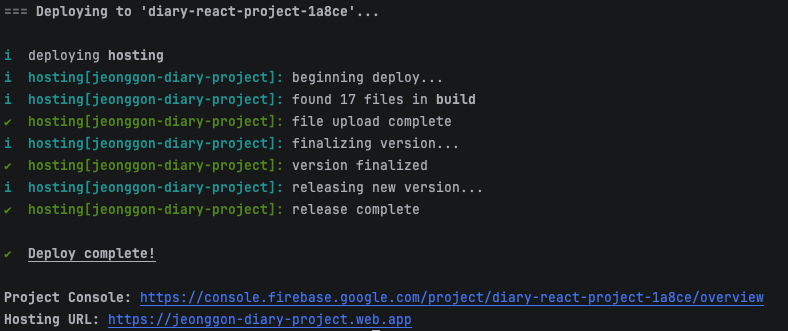 === Deploying to 'diary-react-project-1a8ce'...
i deploying hosting
i hosting[jeonggon-diary-project]: beginning deploy...
i hosting[jeonggon-diary-project]: found 17 files in build
✔ hosting[jeonggon-diary-project]: file upload complete
i hosting[jeonggon-diary-project]: finalizing version...
✔ hosting[jeonggon-diary-project]: version finalized
i hosting[jeonggon-diary-project]: releasing new version...
✔ hosting[jeonggon-diary-project]: release complete
✔ Deploy complete!
Project Console: https://console.firebase.google.com/project/diary-react-project-1a8ce/overview
Hosting URL: https://jeonggon-diary-project.web.app